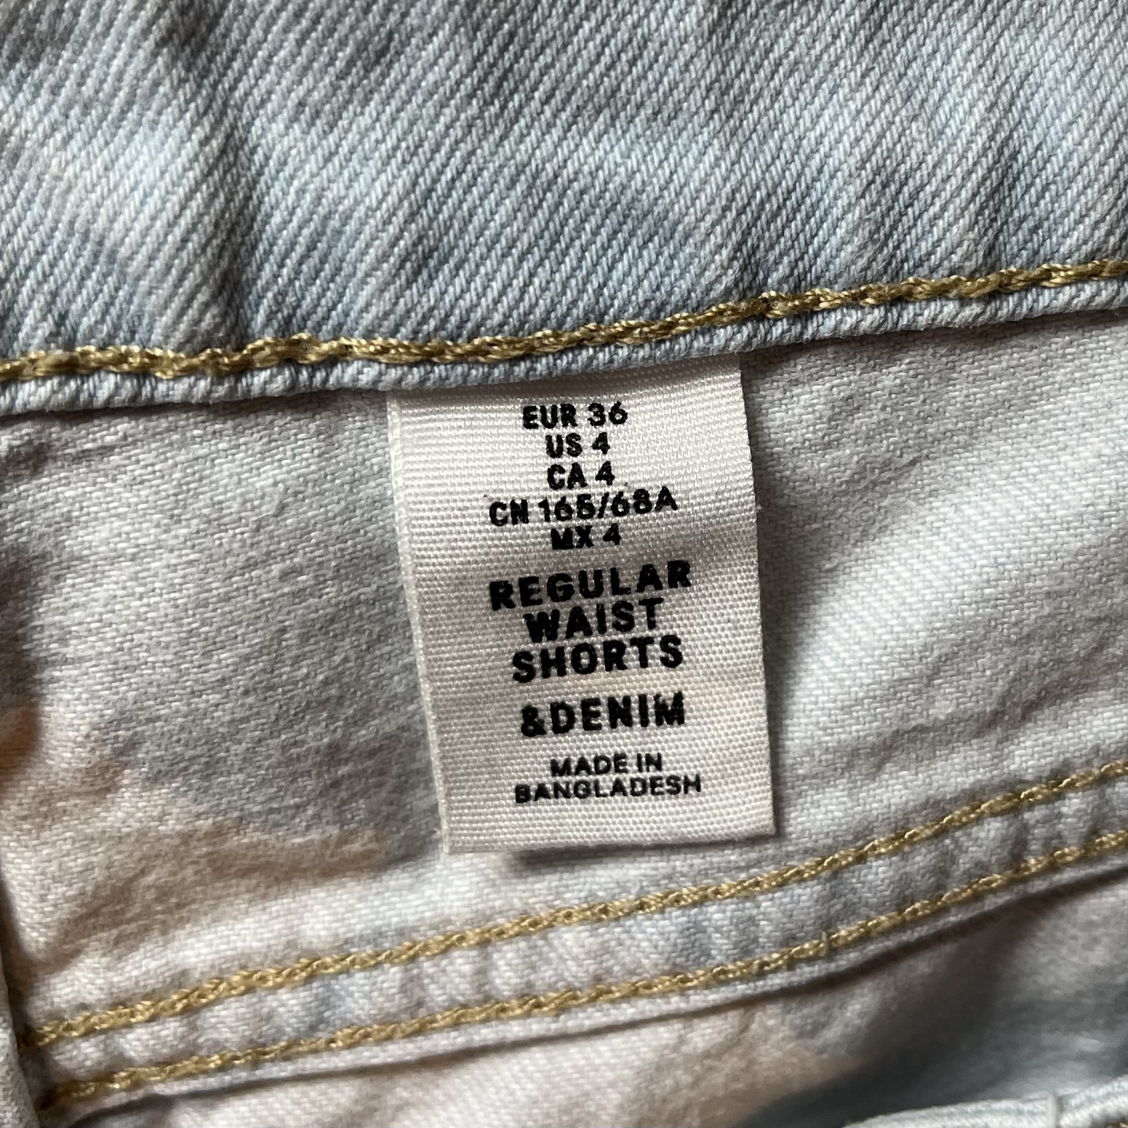 EUR 36
US 4
CA 4
CN 165/68A
MX 4
REGULAR
WAIST
SHORTS
&DENIM
MADE IN
BANGLADESH